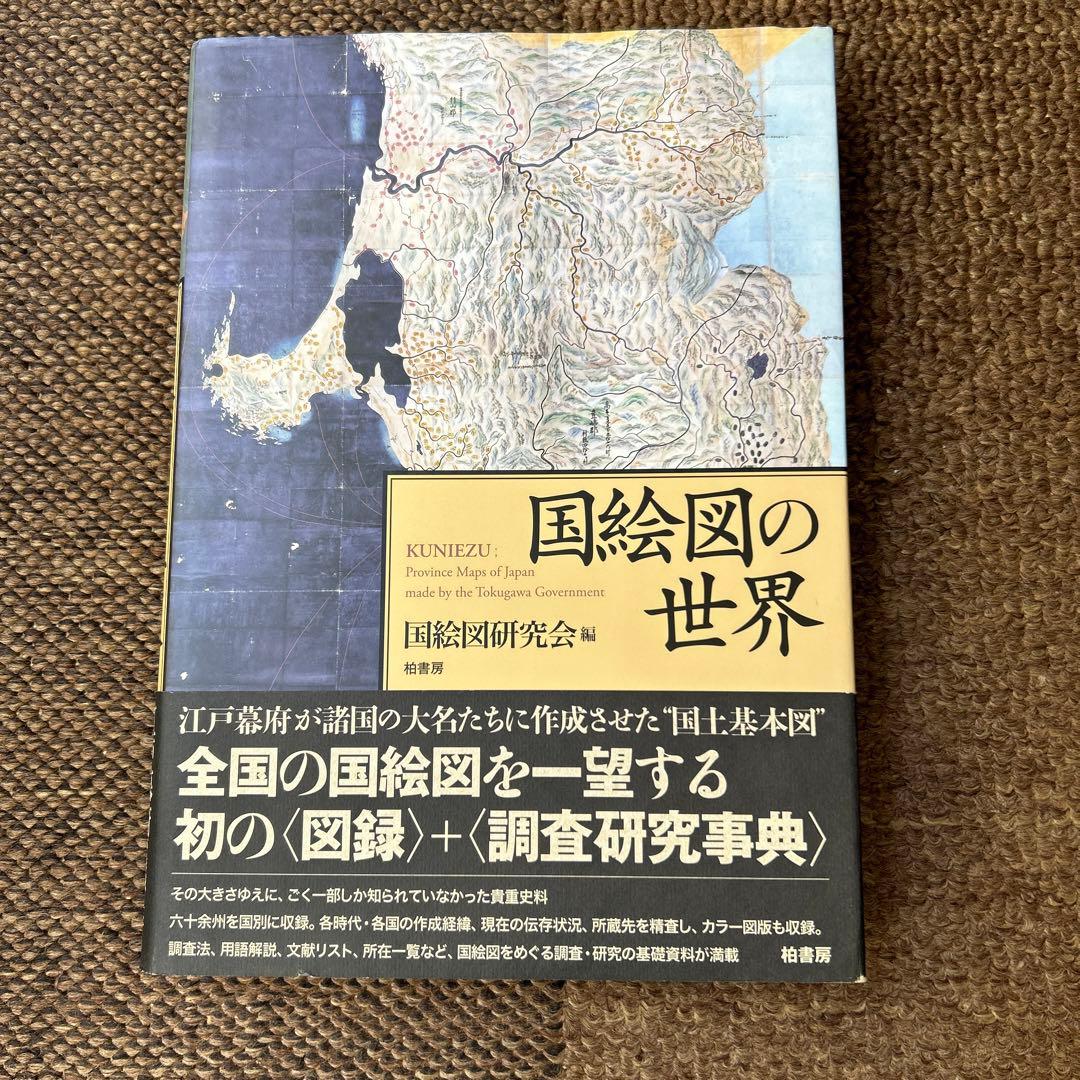 国絵図の
世界
KUNIEZU ;
Province Maps of Japan
made by the Tokugawa Government
国絵図研究会 編
柏書房
江戸幕府が諸国の大名たちに作成させた“国土基本図”
全国の国絵図を一望する
初の〈図録〉+〈調査研究事典〉
その大きさゆえに、ごく一部しか知られていなかった貴重史料
六十余州を国別に収録。各時代・各国の作成経緯、現在の伝存状況、所蔵先を精査し、カラー図版も収録。
調査法、用語解説、文献リスト、所在一覧など、国絵図をめぐる調査・研究の基礎資料が満載
柏書房